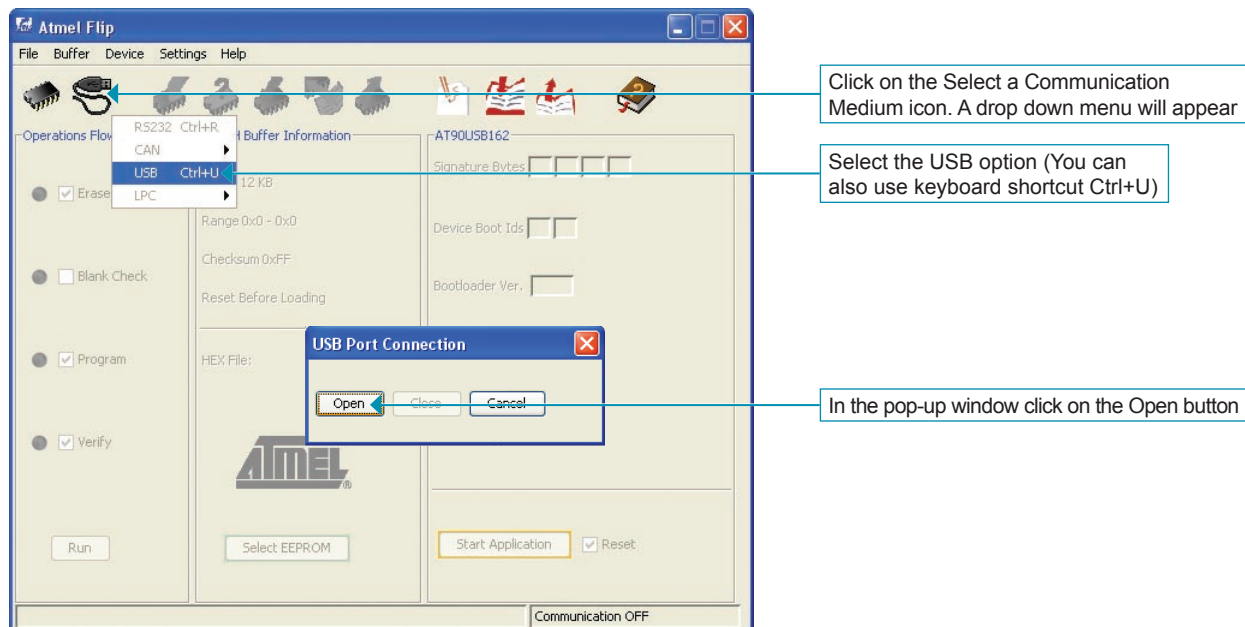 Atmel Flip
File Buffer Device Settings Help
Click on the Select a Communication
Medium icon. A drop down menu will appear
Select the USB option (You can
also use keyboard shortcut Ctrl+U)
In the pop-up window click on the Open button
RS232 Ctrl+R
CAN
USB Ctrl+U
LPC
Operations Flow
Erase
Blank Check
Program
Verify
Run
Buffer Information
12 KB
Range 0x0 - 0x0
Checksum 0xFF
Reset Before Loading
HEX File:
ATMEL
®
Select EEPROM
AT90USB162
Signature Bytes
Device Boot Ids
Bootloader Ver.
Start Application
Reset
USB Port Connection
Open Close Cancel
Communication OFF